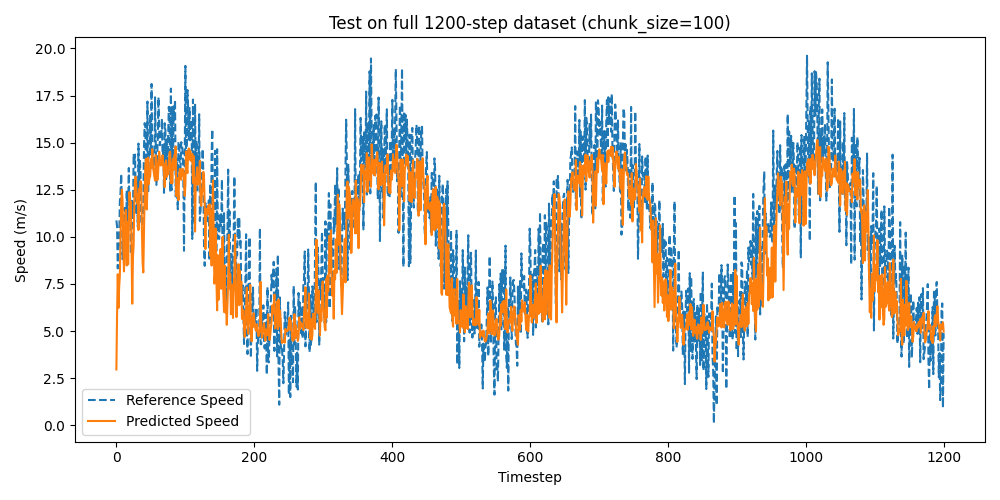 Test on full 1200-step dataset (chunk_size=100)
20.0
17.5
15.0
12.5
10.0
7.5
5.0
2.5
0.0
Speed (m/s)
Reference Speed
Predicted Speed
0 200 400 600 800 1000 1200
Timestep